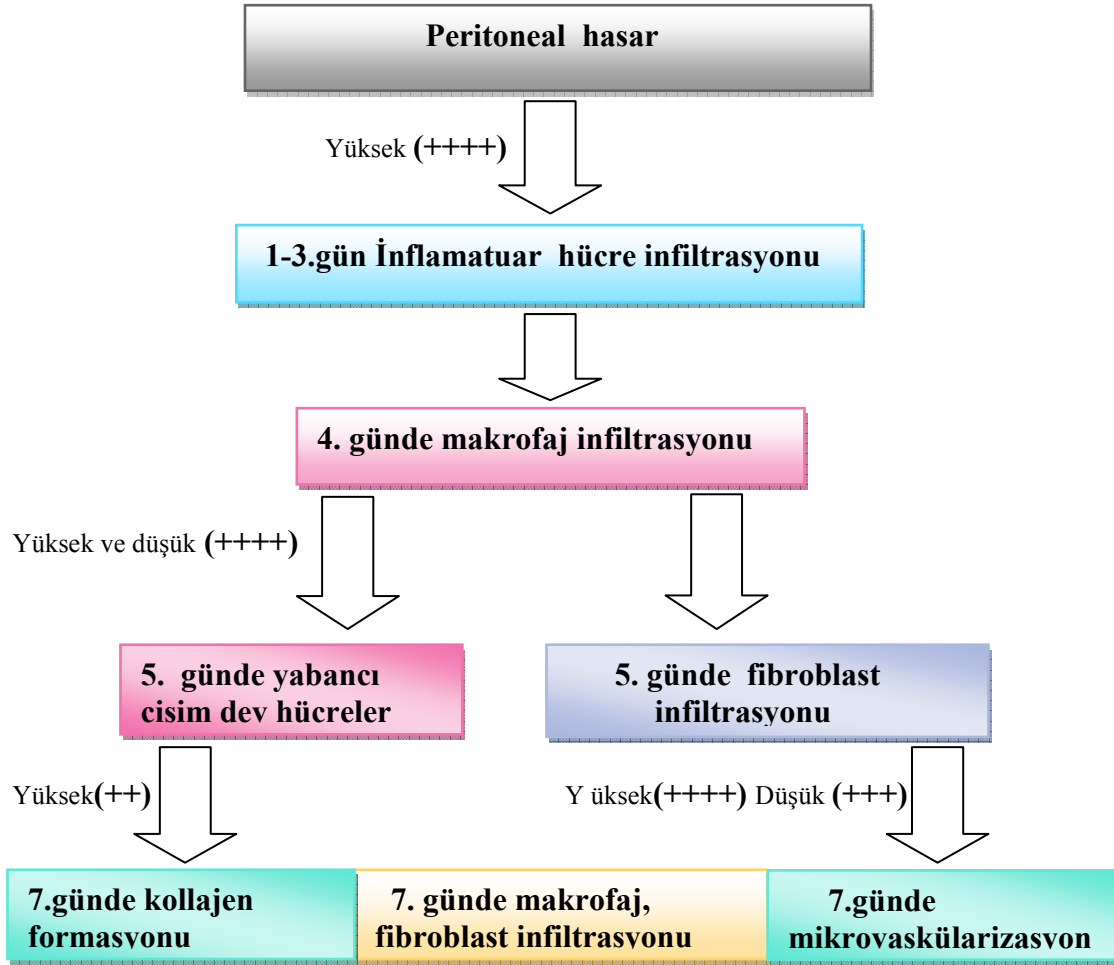 Peritoneal hasar
Yüksek (++++)
1-3.gün İnflamatuar hücre infiltrasyonu
4. günde makrofaj infiltrasyonu
Yüksek ve düşük (++++)
5. günde yabancı
cisim dev hücreler
5. günde fibroblast
infiltrasyonu
Yüksek(++)
Y üksek(++++) Düşük (+++)
7.günde kollajen
formasyonu
7. günde makrofaj,
fibroblast infiltrasyonu
7.günde
mikrovaskülarizasyon